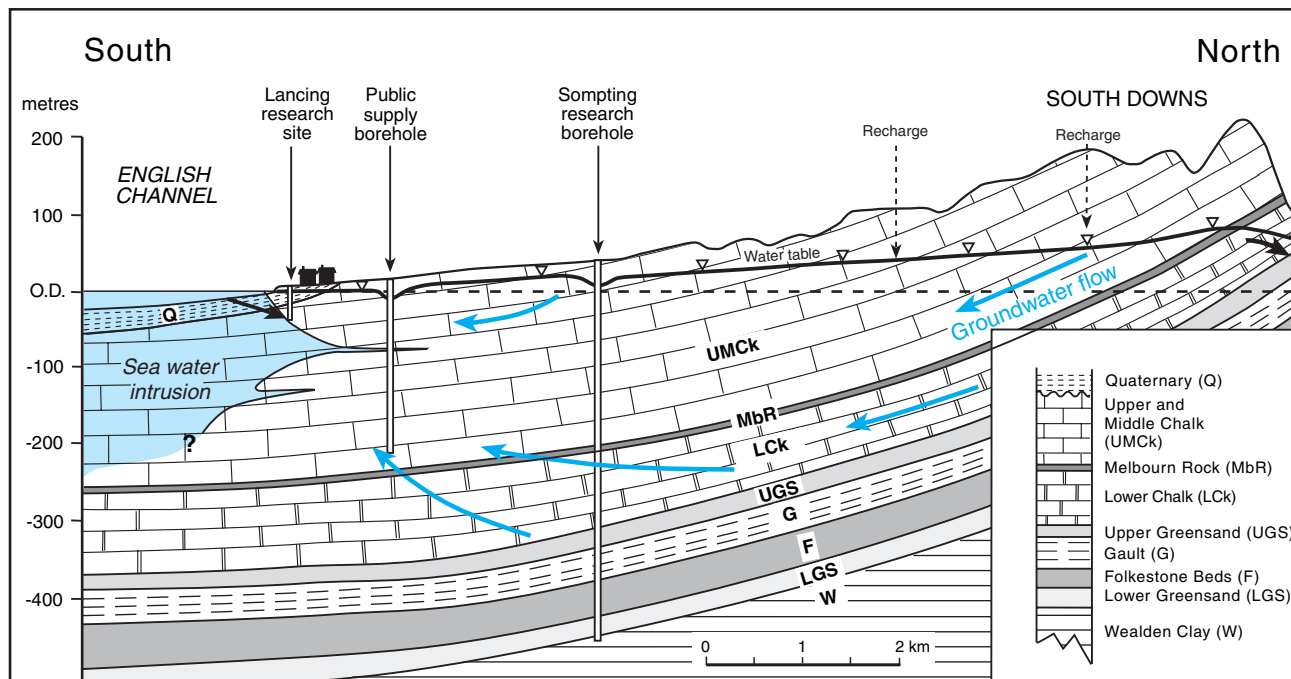 South
North
metres
Lancing
research
site
Public
supply
borehole
Sompting
research
borehole
SOUTH DOWNS
Recharge
Recharge
200
100
O.D.
-100
-200
-300
-400
ENGLISH
CHANNEL
Water table
Groundwater flow
Q
Sea water
intrusion
?
UMCk
MbR
LCk
UGS
G
F
LGS
W
0 1 2 km
Quaternary (Q)
Upper and
Middle Chalk
(UMCk)
Melbourn Rock (MbR)
Lower Chalk (LCk)
Upper Greensand (UGS)
Gault (G)
Folkestone Beds (F)
Lower Greensand (LGS)
Wealden Clay (W)